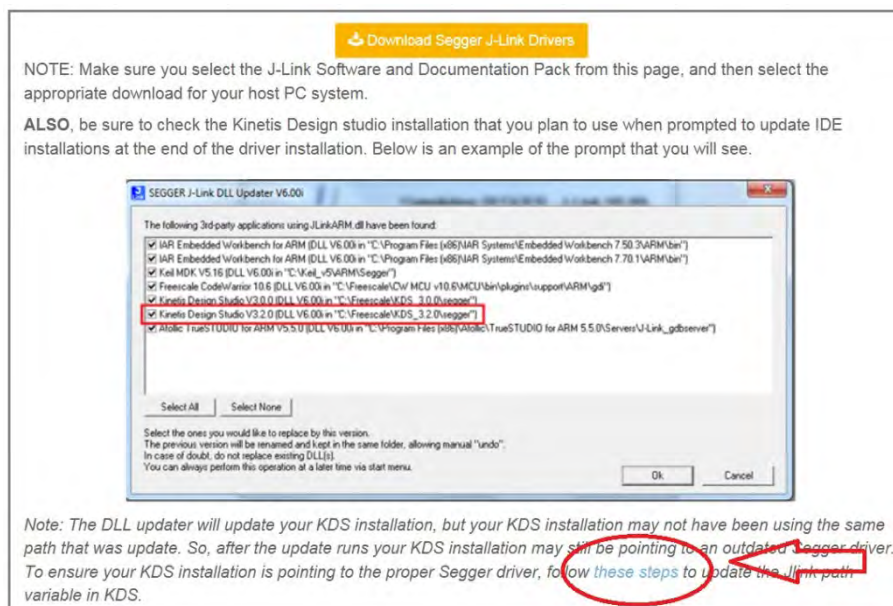 Download Segger J-Link Drivers
NOTE: Make sure you select the J-Link Software and Documentation Pack from this page, and then select the
appropriate download for your host PC system.
ALSO, be sure to check the Kinetis Design studio installation that you plan to use when prompted to update IDE
installations at the end of the driver installation. Below is an example of the prompt that you will see.
SEGGER J-Link DLL Updater V6.00i
The following 3rd-party applications using JLinkARM.dll have been found:
IAR Embedded Workbench for ARM (DLL V6.00i in "C:\Program Files (x86)\IAR Systems\Embedded Workbench 7.50.3\ARM\bin")
IAR Embedded Workbench for ARM (DLL V6.00i in "C:\Program Files (x86)\IAR Systems\Embedded Workbench 7.70.1\ARM\bin")
Keil MDK V5.16 (DLL V6.00i in "C:\Keil_v5\ARM\Segger")
Freescale CodeWarrior 10.6 (DLL V6.00i in "C:\Freescale\CW MCU v10.6\MCU\bin\plugins\support\ARM\gdi")
Kinetis Design Studio V3.0.0 (DLL V6.00i in "C:\Freescale\KDS_3.0.0\segger")
Kinetis Design Studio V3.2.0 (DLL V6.00i in "C:\Freescale\KDS_3.2.0\segger")
Atollic TrueSTUDIO for ARM V5.5.0 (DLL V6.00i in "C:\Program Files (x86)\Atollic\TrueSTUDIO for ARM 5.5.0\Servers\J-Link_gdbserver")
Select All Select None
Select the ones you would like to replace by this version.
The previous version will be renamed and kept in the same folder, allowing manual "undo".
In case of doubt, do not replace existing DLL(s).
You can always perform this operation at a later time via start menu.
Ok Cancel
Note: The DLL updater will update your KDS installation, but your KDS installation may not have been using the same
path that was update. So, after the update runs your KDS installation may still be pointing to an outdated Segger driver.
To ensure your KDS installation is pointing to the proper Segger driver, follow these steps to update the Jlink path
variable in KDS.